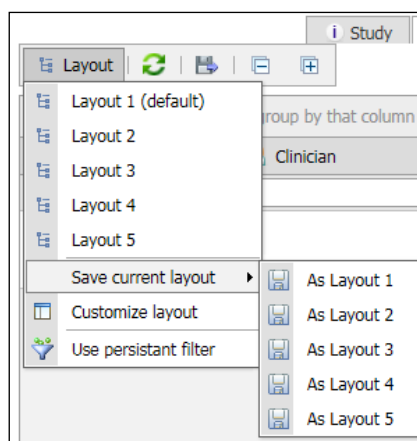 Study
Layout
Layout 1 (default)
group by that column
Layout 2
Clinician
Layout 3
Layout 4
Layout 5
Save current layout
As Layout 1
Customize layout
As Layout 2
Use persistant filter
As Layout 3
As Layout 4
As Layout 5